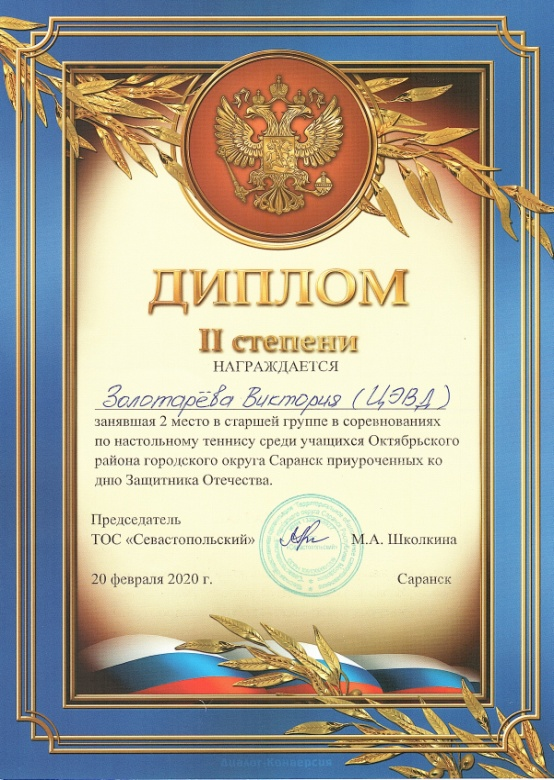 ДИПЛОМ
II степени
НАГРАЖДАЕТСЯ
Золотарёва Виктория (ЦЭВД)
занявшая 2 место в старшей группе в соревнованиях
по настольному теннису среди учащихся Октябрьского
района городского округа Саранск приуроченных ко
дню Защитника Отечества.
Председатель
ТОС «Севастопольский» М.А. Школкина
20 февраля 2020 г. Саранск
Диалог-Конверсия